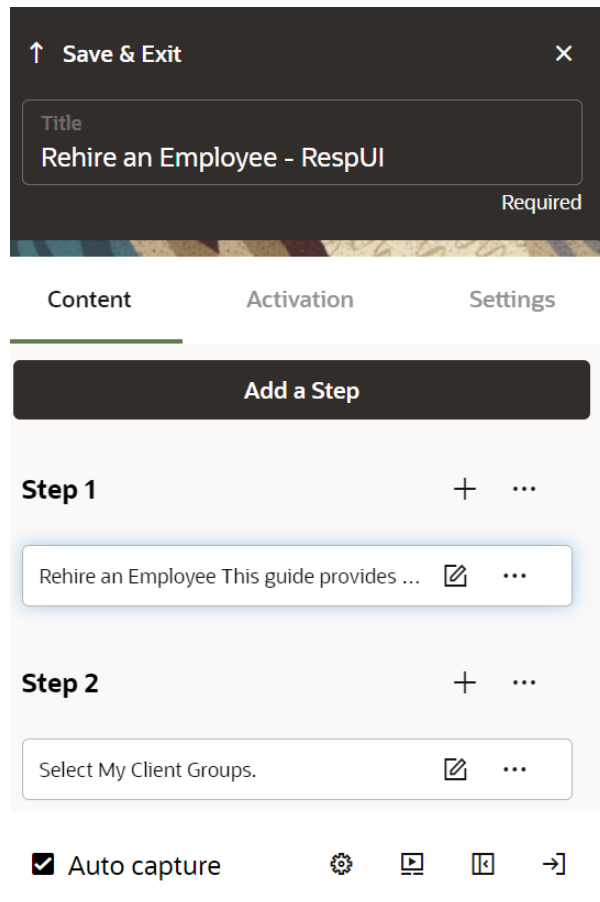 Save & Exit
Title
Rehire an Employee - RespUI
Required
Content Activation Settings
Add a Step
Step 1
Rehire an Employee This guide provides ...
Step 2
Select My Client Groups.
Auto capture